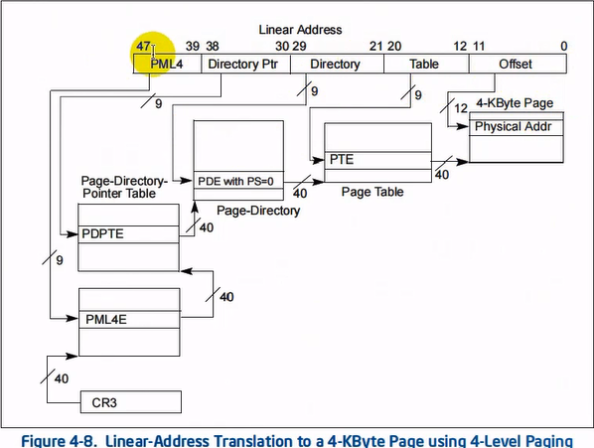 Linear Address
47 39 38 30 29 21 20 12 11 0
PML4 Directory Ptr Directory Table Offset
9 9 9 12 4-KByte Page
Physical Addr
PTE
PDE with PS=0 40 40
Page Table
Page-Directory-
Pointer Table
Page-Directory
40
PDPTE
9
40
PML4E
40
CR3
Figure 4-8. Linear-Address Translation to a 4-KByte Page using 4-Level Paging